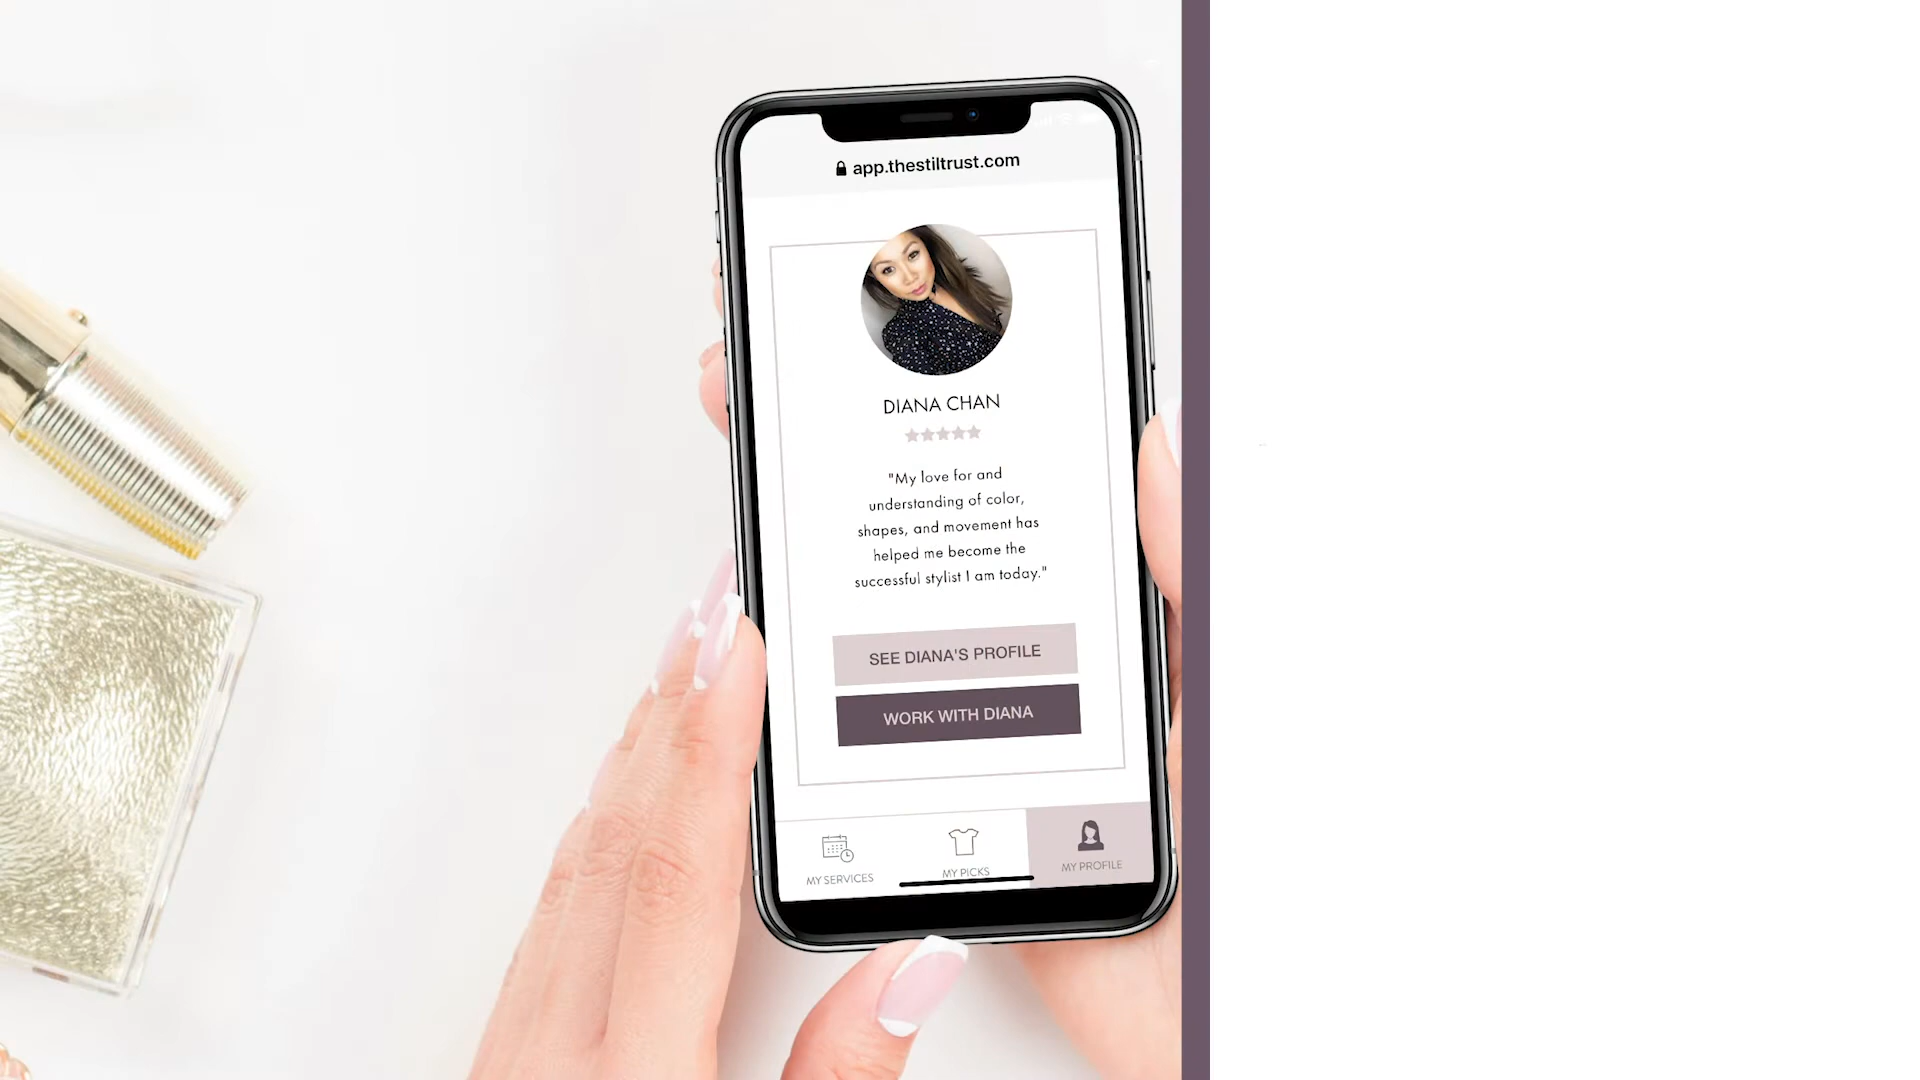 app.thestiltrust.com
DIANA CHAN
"My love for and
understanding of color,
shapes, and movement has
helped me become the
successful stylist I am today."
SEE DIANA'S PROFILE
WORK WITH DIANA
MY SERVICES
MY PICKS
MY PROFILE